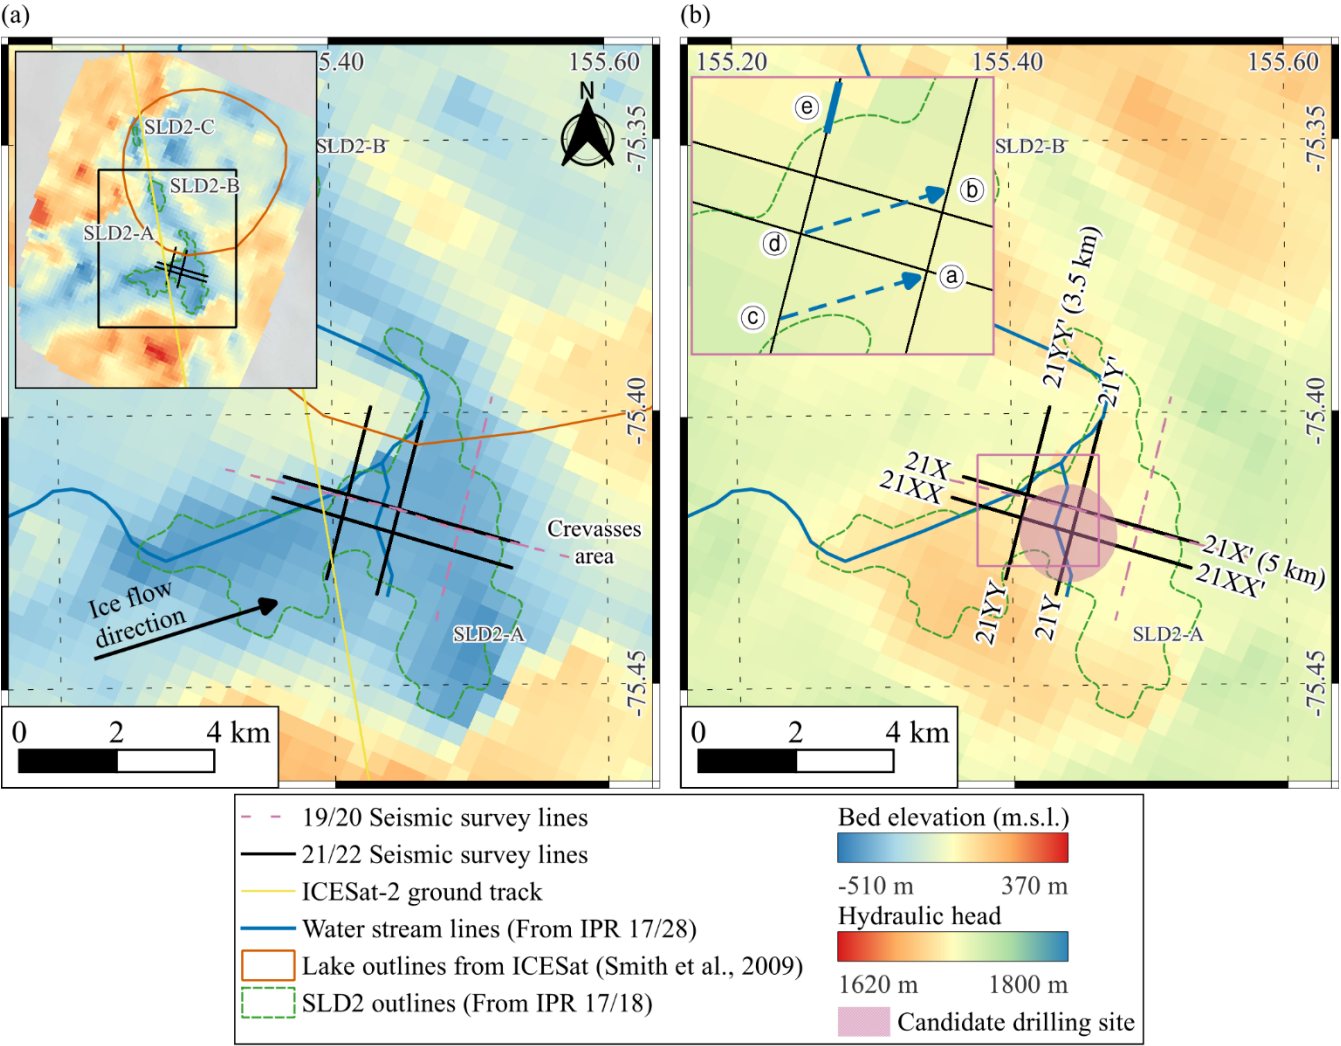 (a)
155.40
155.60
N
SLD2-C
SLD2-B
SLD2-A
SLD2-B
-75.35
-75.40
-75.45
Crevasses
area
Ice flow
direction
SLD2-A
0 2 4 km
(b)
155.20
155.40
155.60
e
b
d
a
c
SLD2-B
-75.35
-75.40
-75.45
21YY' (3.5 km)
21Y'
21X
21XX
21X' (5 km)
21XX'
21YY
21Y
SLD2-A
0 2 4 km
19/20 Seismic survey lines
21/22 Seismic survey lines
ICESat-2 ground track
Water stream lines (From IPR 17/28)
Lake outlines from ICESat (Smith et al., 2009)
SLD2 outlines (From IPR 17/18)
Bed elevation (m.s.l.)
-510 m 370 m
Hydraulic head
1620 m 1800 m
Candidate drilling site